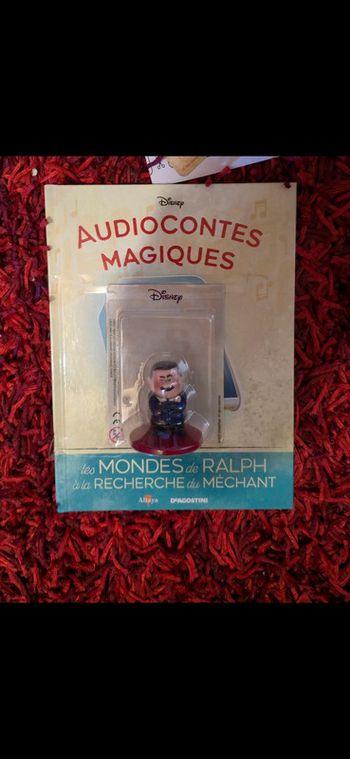 Disney
AUDIOCONTES
MAGIQUES
Disney
les MONDES de RALPH
à la RECHERCHE du MÉCHANT
Altaya DEAGOSTINI